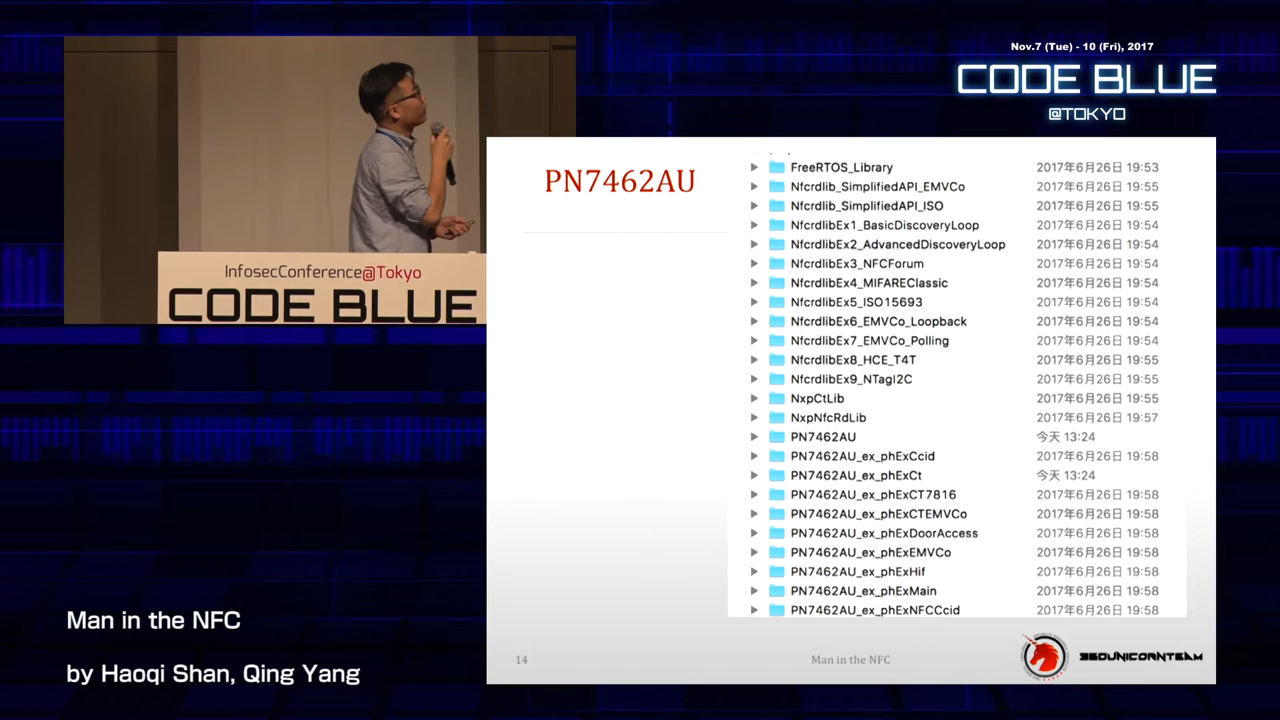 Nov.7 (Tue) - 10 (Fri), 2017
CODE BLUE
@TOKYO
InfosecConference@Tokyo
CODE BLUE
PN7462AU
FreeRTOS_Library 2017年6月26日 19:53
Nfcrdlib_SimplifiedAPI_EMVCo 2017年6月26日 19:55
Nfcrdlib_SimplifiedAPI_ISO 2017年6月26日 19:55
NfcrdlibEx1_BasicDiscoveryLoop 2017年6月26日 19:54
NfcrdlibEx2_AdvancedDiscoveryLoop 2017年6月26日 19:54
NfcrdlibEx3_NFCForum 2017年6月26日 19:54
NfcrdlibEx4_MIFAREClassic 2017年6月26日 19:54
NfcrdlibEx5_ISO15693 2017年6月26日 19:54
NfcrdlibEx6_EMVCo_Loopback 2017年6月26日 19:54
NfcrdlibEx7_EMVCo_Polling 2017年6月26日 19:54
NfcrdlibEx8_HCE_T4T 2017年6月26日 19:55
NfcrdlibEx9_NTagI2C 2017年6月26日 19:55
NxpCtLib 2017年6月26日 19:55
NxpNfcRdLib 2017年6月26日 19:57
PN7462AU 今天 13:24
PN7462AU_ex_phExCcid 2017年6月26日 19:58
PN7462AU_ex_phExCt 今天 13:24
PN7462AU_ex_phExCT7816 2017年6月26日 19:58
PN7462AU_ex_phExCTEMVCo 2017年6月26日 19:58
PN7462AU_ex_phExDoorAccess 2017年6月26日 19:58
PN7462AU_ex_phExEMVCo 2017年6月26日 19:58
PN7462AU_ex_phExHif 2017年6月26日 19:58
PN7462AU_ex_phExMain 2017年6月26日 19:58
PN7462AU_ex_phExNFCCcid 2017年6月26日 19:58
14
Man in the NFC
360UNICORNTEAM
Man in the NFC
by Haoqi Shan, Qing Yang